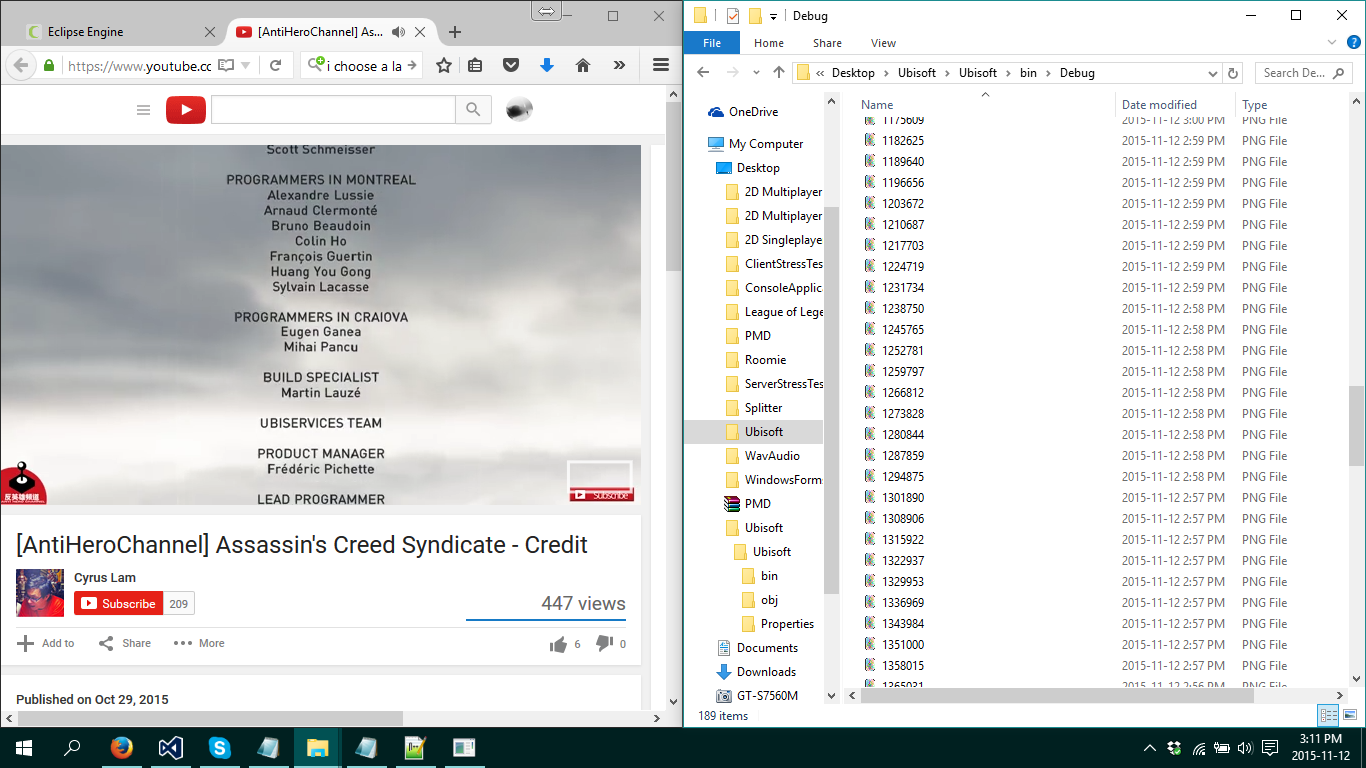 Eclipse Engine
[AntiHeroChannel] As...
https://www.youtube.cc
i choose a la
Scott Schmeisser
PROGRAMMERS IN MONTREAL
Alexandre Lussie
Arnaud Clermonté
Bruno Beaudoin
Colin Ho
François Guertin
Huang You Gong
Sylvain Lacasse
PROGRAMMERS IN CRAIOVA
Eugen Ganea
Mihai Pancu
BUILD SPECIALIST
Martin Lauzé
UBISERVICES TEAM
PRODUCT MANAGER
Frédéric Pichette
LEAD PROGRAMMER
反英雄頻道
Subscribe
[AntiHeroChannel] Assassin's Creed Syndicate - Credit
Cyrus Lam
Subscribe 209
447 views
Add to Share More 6 0
Published on Oct 29, 2015
Debug
File Home Share View
Desktop Ubisoft Ubisoft bin Debug
Search De...
OneDrive
My Computer
Desktop
2D Multiplayer
2D Multiplayer
2D Singleplaye
ClientStressTes
ConsoleApplic
League of Lege
PMD
Roomie
ServerStressTes
Splitter
Ubisoft
WavAudio
WindowsForm
PMD
Ubisoft
Ubisoft
bin
obj
Properties
Documents
Downloads
GT-S7560M
Name Date modified Type
1175609 2015-11-12 3:00 PM PNG File
1182625 2015-11-12 2:59 PM PNG File
1189640 2015-11-12 2:59 PM PNG File
1196656 2015-11-12 2:59 PM PNG File
1203672 2015-11-12 2:59 PM PNG File
1210687 2015-11-12 2:59 PM PNG File
1217703 2015-11-12 2:59 PM PNG File
1224719 2015-11-12 2:59 PM PNG File
1231734 2015-11-12 2:59 PM PNG File
1238750 2015-11-12 2:58 PM PNG File
1245765 2015-11-12 2:58 PM PNG File
1252781 2015-11-12 2:58 PM PNG File
1259797 2015-11-12 2:58 PM PNG File
1266812 2015-11-12 2:58 PM PNG File
1273828 2015-11-12 2:58 PM PNG File
1280844 2015-11-12 2:58 PM PNG File
1287859 2015-11-12 2:58 PM PNG File
1294875 2015-11-12 2:58 PM PNG File
1301890 2015-11-12 2:57 PM PNG File
1308906 2015-11-12 2:57 PM PNG File
1315922 2015-11-12 2:57 PM PNG File
1322937 2015-11-12 2:57 PM PNG File
1329953 2015-11-12 2:57 PM PNG File
1336969 2015-11-12 2:57 PM PNG File
1343984 2015-11-12 2:57 PM PNG File
1351000 2015-11-12 2:57 PM PNG File
1358015 2015-11-12 2:57 PM PNG File
1365031 2015-11-12 2:56 PM PNG File
189 items
3:11 PM
2015-11-12